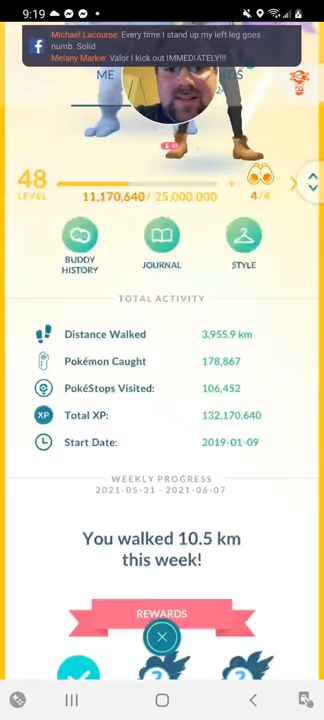 9:19
Michael Lacourse: Every time I stand up my left leg goes
numb. Solid
Melany Markie: Valor I kick out IMMEDIATELY!!!
ME
NDS
24
48
LEVEL
11,170,640 / 25,000,000
4/4
BUDDY
HISTORY
JOURNAL
STYLE
TOTAL ACTIVITY
Distance Walked 3,955.9 km
Pokémon Caught 178,867
PokéStops Visited: 106,452
Total XP: 132,170,640
XP
Start Date: 2019-01-09
WEEKLY PROGRESS
2021-05-31 - 2021-06-07
You walked 10.5 km
this week!
REWARDS